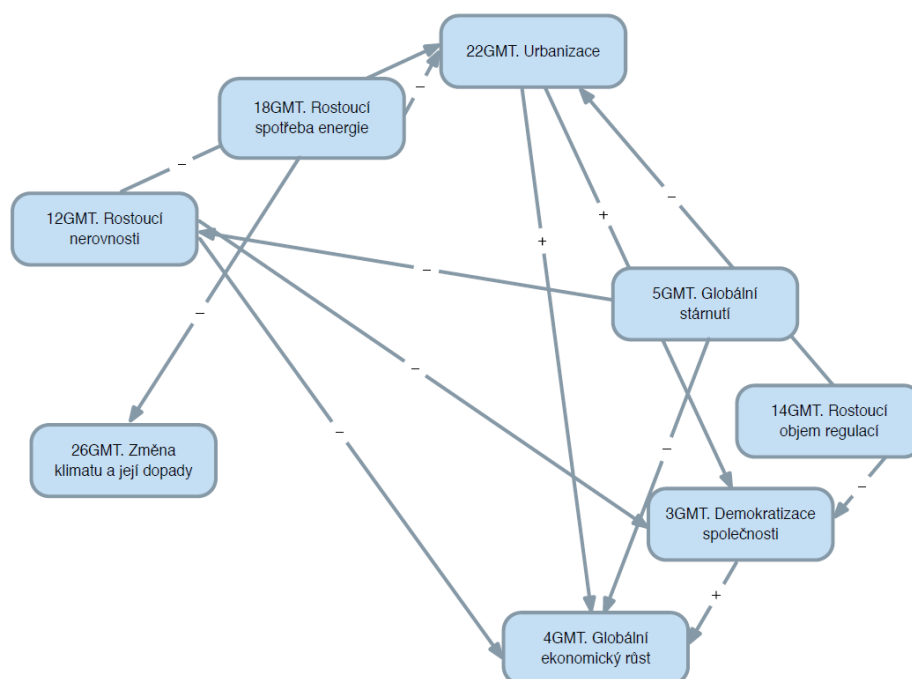 22GMT. Urbanizace
–
18GMT. Rostoucí
spotřeba energie
–
–
12GMT. Rostoucí
nerovnosti
+
+
–
5GMT. Globální
stárnutí
–
–
14GMT. Rostoucí
objem regulací
–
–
26GMT. Změna
klimatu a její dopady
–
–
3GMT. Demokratizace
společnosti
+
4GMT. Globální
ekonomický růst